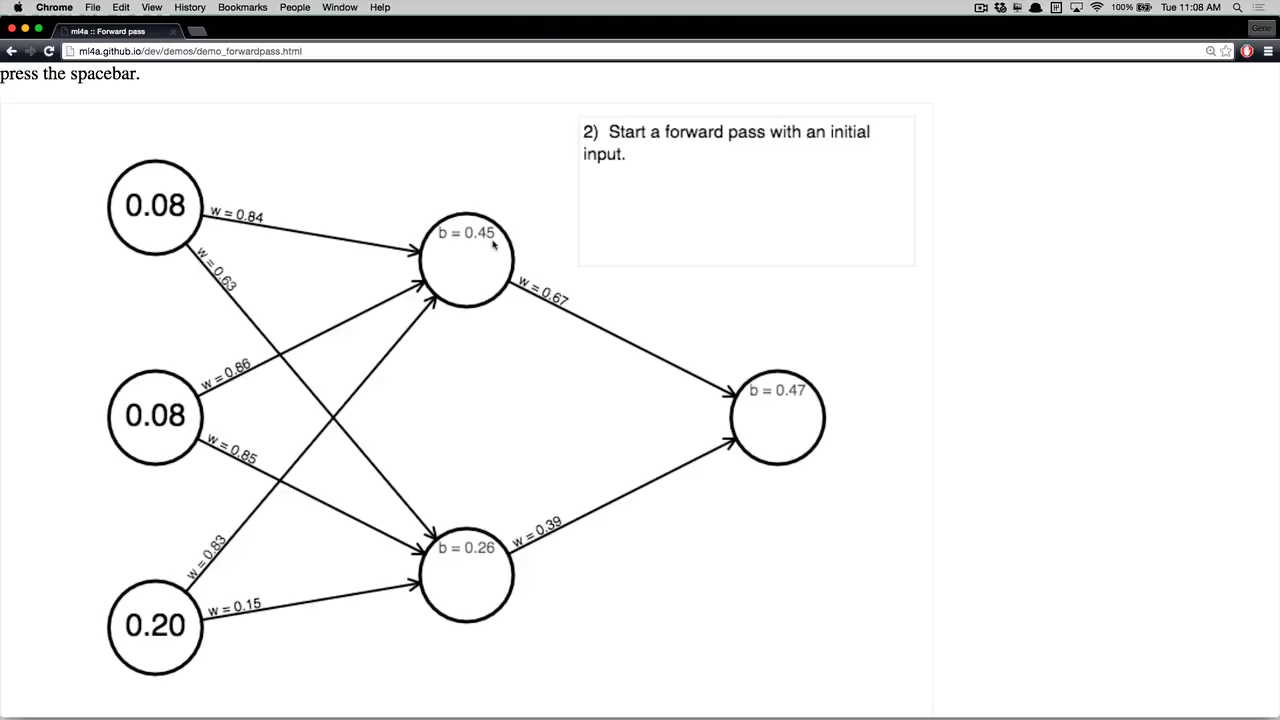 Chrome File Edit View History Bookmarks People Window Help 100% Tue 11:08 AM
ml4a :: Forward pass
Gene
ml4a.github.io/dev/demos/demo_forwardpass.html
press the spacebar.
2) Start a forward pass with an initial
input.
0.08
w = 0.84
w = 0.63
b = 0.45
w = 0.67
0.08
w = 0.86
w = 0.85
b = 0.47
0.20
w = 0.83
w = 0.15
b = 0.26
w = 0.39